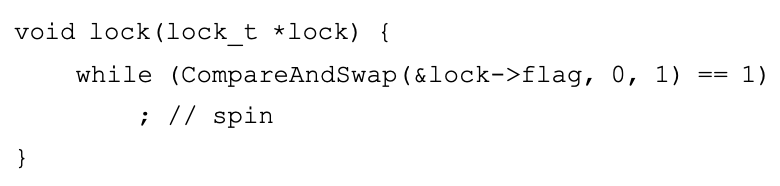 void lock(lock_t *lock) {
    while (CompareAndSwap(&lock->flag, 0, 1) == 1)
        ; // spin
}